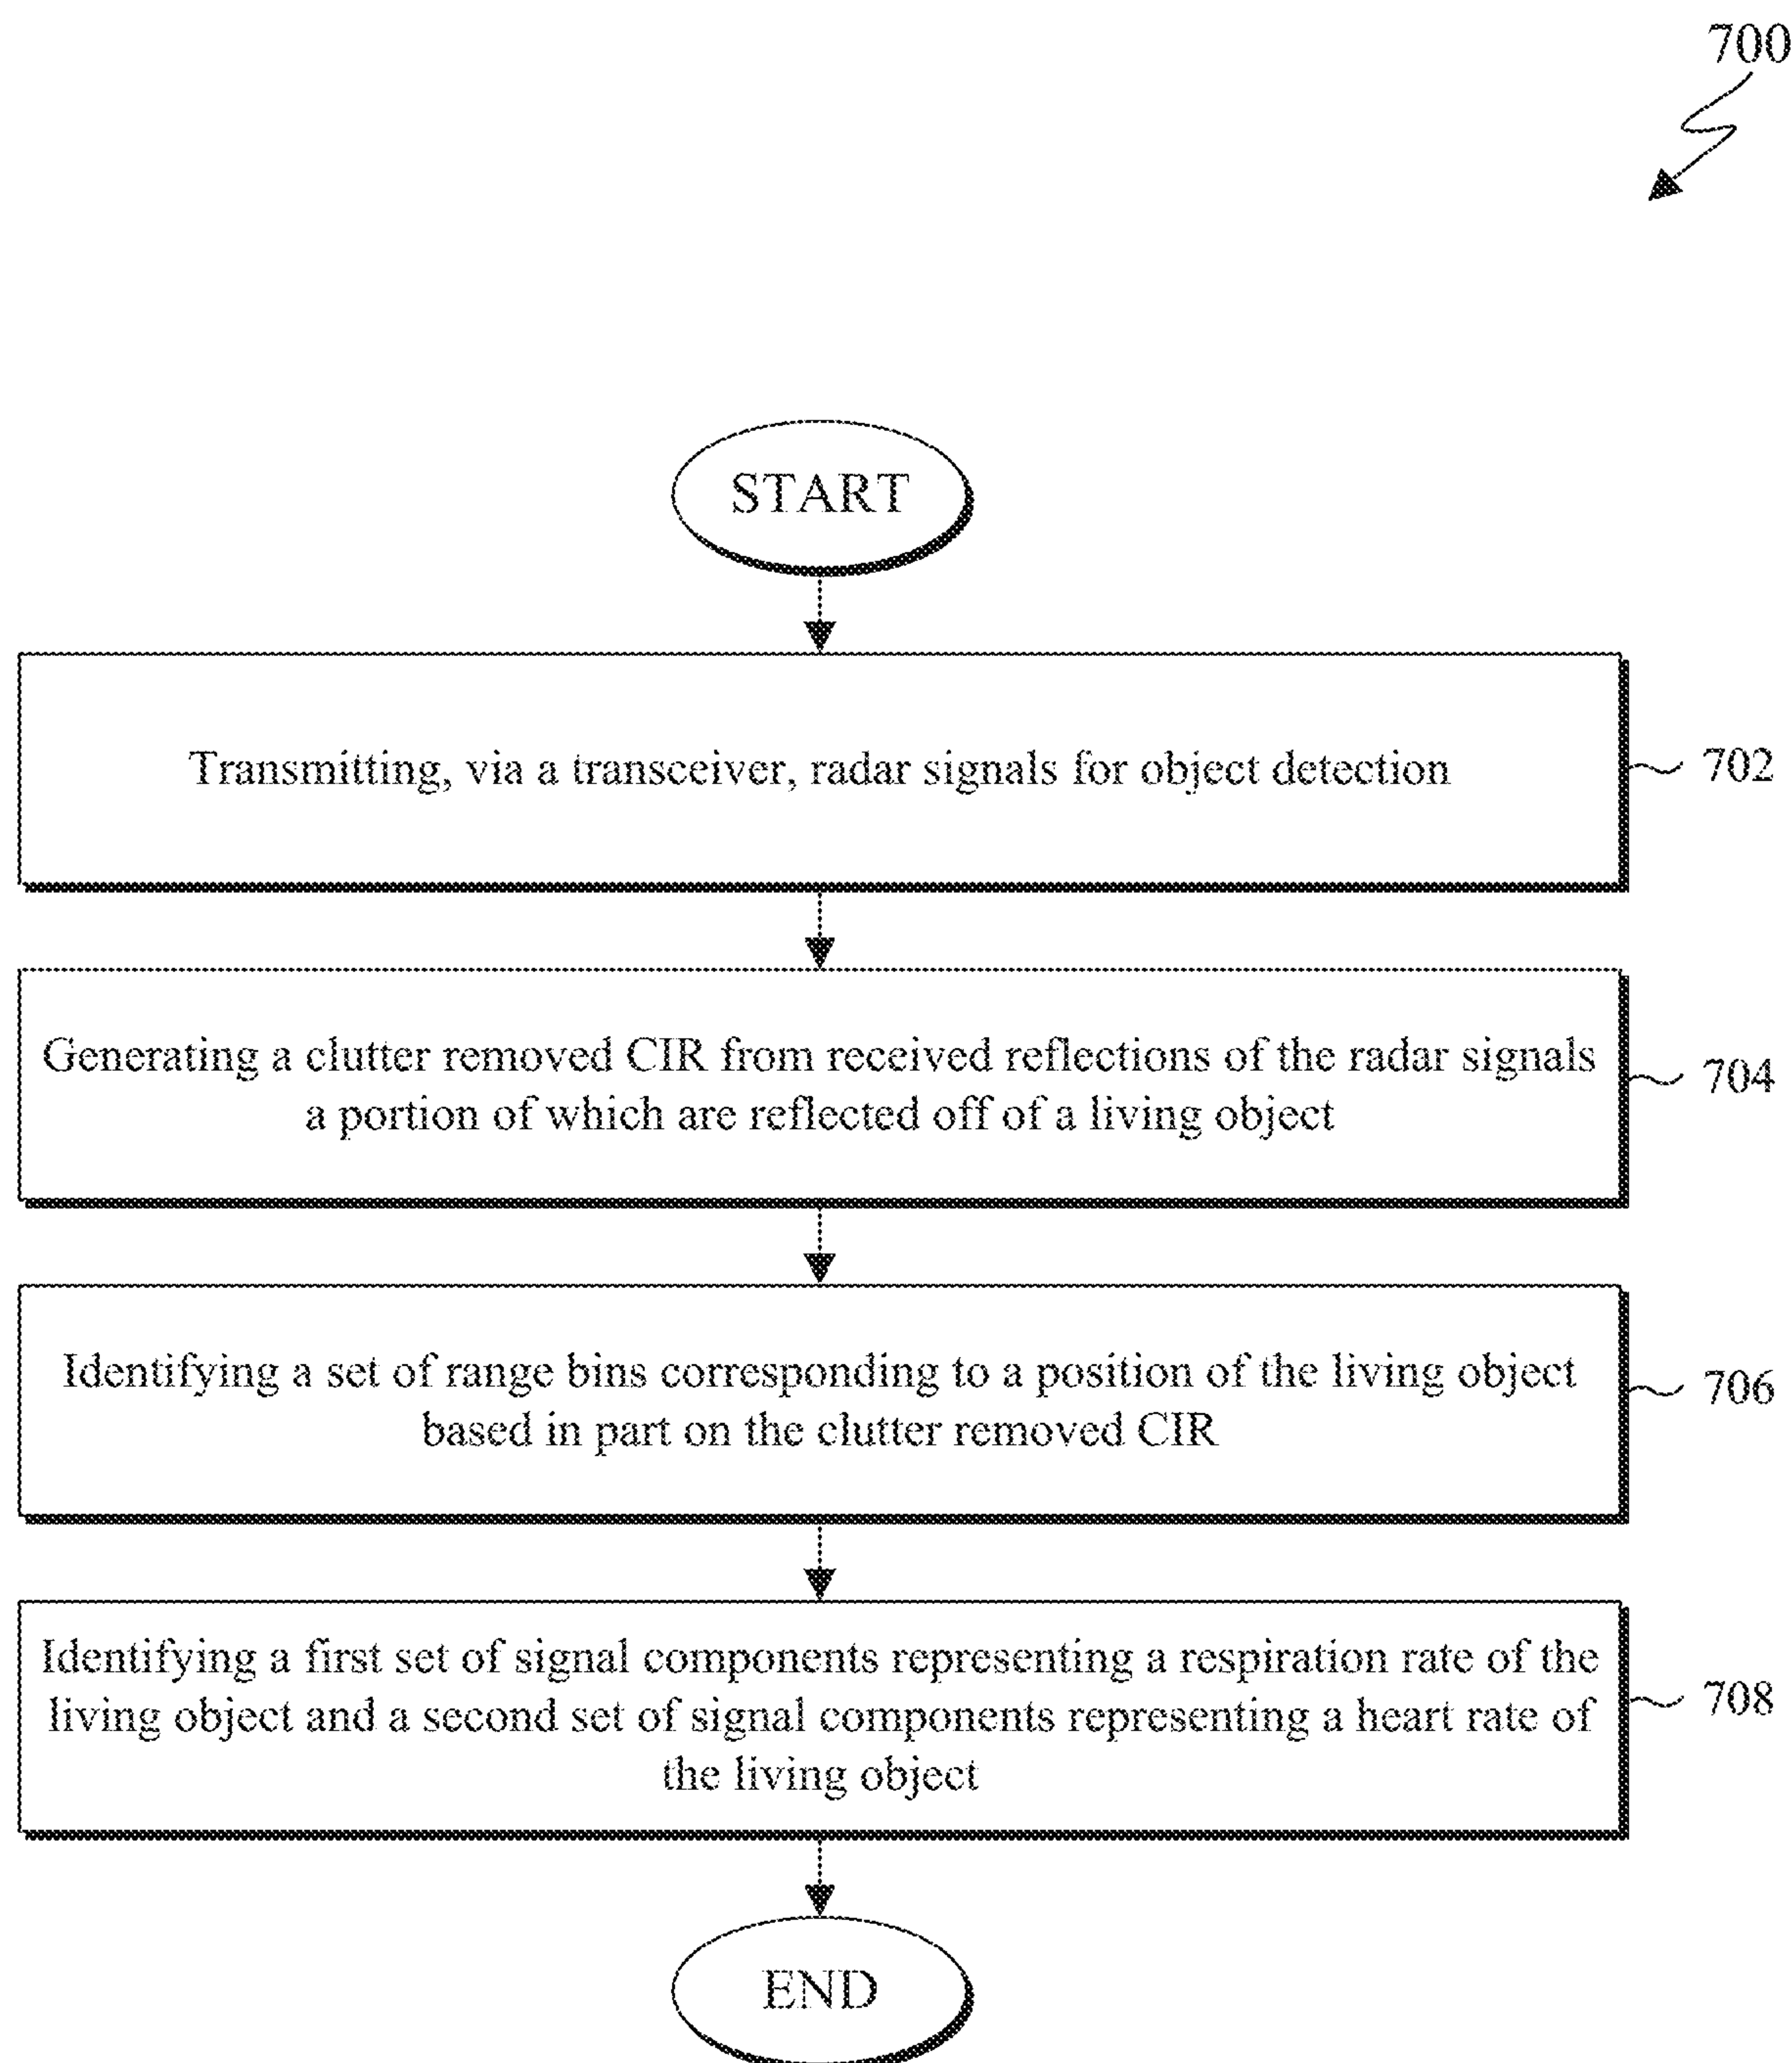 700
START
Transmitting, via a transceiver, radar signals for object detection
702
Generating a clutter removed CIR from received reflections of the radar signals
a portion of which are reflected off of a living object
704
Identifying a set of range bins corresponding to a position of the living object
based in part on the clutter removed CIR
706
Identifying a first set of signal components representing a respiration rate of the
living object and a second set of signal components representing a heart rate of
the living object
708
END